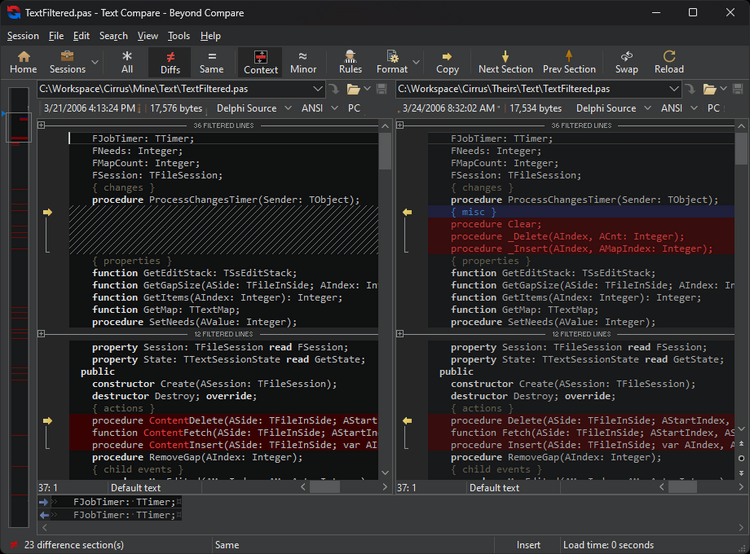 TextFiltered.pas - Text Compare - Beyond Compare
Session File Edit Search View Tools Help
Home Sessions All Diffs Same Context Minor Rules Format Copy Next Section Prev Section Swap Reload
C:\Workspace\Cirrus\Mine\Text\TextFiltered.pas C:\Workspace\Cirrus\Theirs\Text\TextFiltered.pas
3/21/2006 4:13:24 PM 17,576 bytes Delphi Source ANSI PC 3/24/2006 8:32:02 AM 17,534 bytes Delphi Source ANSI PC
36 FILTERED LINES 36 FILTERED LINES
FJobTimer: TTimer; FJobTimer: TTimer;
FNeeds: Integer; FNeeds: Integer;
FMapCount: Integer; FMapCount: Integer;
FSession: TFileSession; FSession: TFileSession;
{ changes } { changes }
procedure ProcessChangesTimer(Sender: TObject); procedure ProcessChangesTimer(Sender: TObject);
{ misc }
procedure Clear;
procedure _Delete(AIndex, ACnt: Integer);
procedure _Insert(AIndex, AMapIndex: Integer);
{ properties } { properties }
function GetEditStack: TSsEditStack; function GetEditStack: TSsEditStack;
function GetGapSize(ASide: TFileInSide; AIndex: In function GetGapSize(ASide: TFileInSide; AIndex: I
function GetItems(AIndex: Integer): Integer; function GetItems(AIndex: Integer): Integer;
function GetMap: TTextMap; function GetMap: TTextMap;
procedure SetNeeds(AValue: Integer); procedure SetNeeds(AValue: Integer);
12 FILTERED LINES 12 FILTERED LINES
property Session: TFileSession read FSession; property Session: TFileSession read FSession;
property State: TTextSessionState read GetState; property State: TTextSessionState read GetState;
public public
constructor Create(ASession: TFileSession); constructor Create(ASession: TFileSession);
destructor Destroy; override; destructor Destroy; override;
{ actions } { actions }
procedure ContentDelete(ASide: TFileInSide; AStart procedure Delete(ASide: TFileInSide; AStartIndex,
function ContentFetch(ASide: TFileInSide; AStartIn function Fetch(ASide: TFileInSide; AStartIndex, AS
procedure ContentInsert(ASide: TFileInSide; var AI procedure Insert(ASide: TFileInSide; var AIndex, A
procedure RemoveGap(AIndex: Integer); procedure RemoveGap(AIndex: Integer);
{ child events } { child events }
37: 1 Default text 37: 1 Default text
FJobTimer: TTimer;
FJobTimer: TTimer;
23 difference section(s) Same Insert Load time: 0 seconds